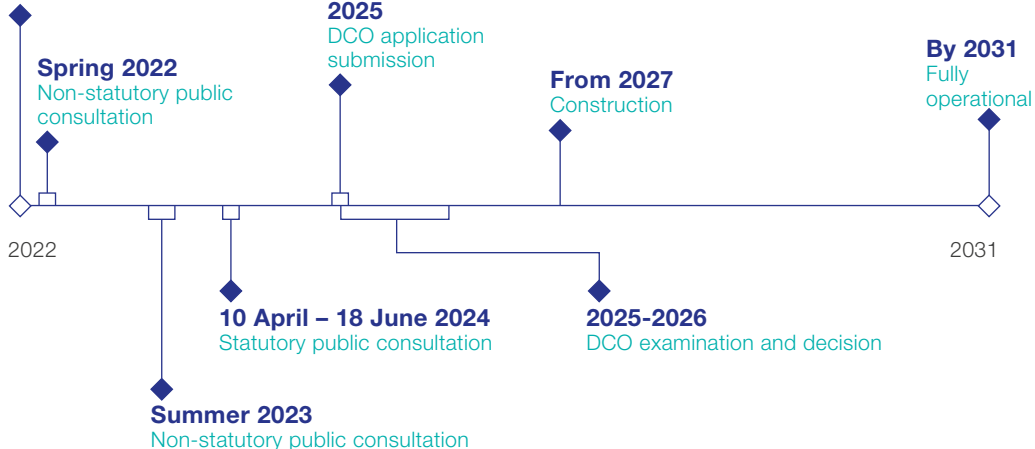 2025
DCO application
submission
Spring 2022
Non-statutory public
consultation
From 2027
Construction
By 2031
Fully
operational
2022
2031
10 April – 18 June 2024
Statutory public consultation
2025-2026
DCO examination and decision
Summer 2023
Non-statutory public consultation